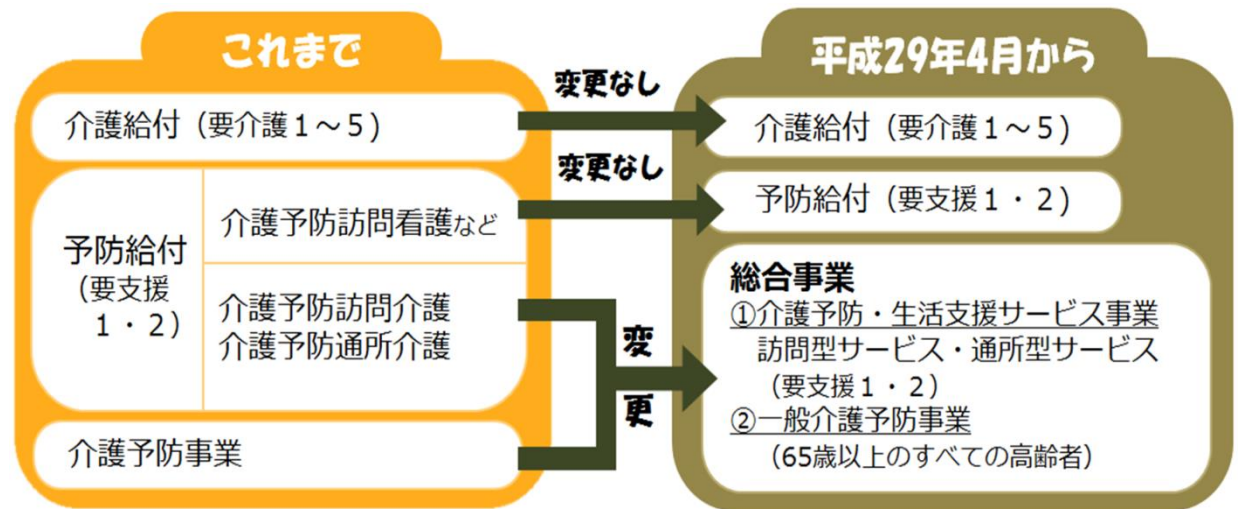 これまで
介護給付（要介護１～５）
予防給付
（要支援
１・２）
介護予防訪問看護など
介護予防訪問介護
介護予防通所介護
介護予防事業
変更なし
変更なし
変
更
平成29年4月から
介護給付（要介護１～５）
予防給付（要支援１・２）
総合事業
①介護予防・生活支援サービス事業
訪問型サービス・通所型サービス
（要支援１・２）
②一般介護予防事業
（65歳以上のすべての高齢者）